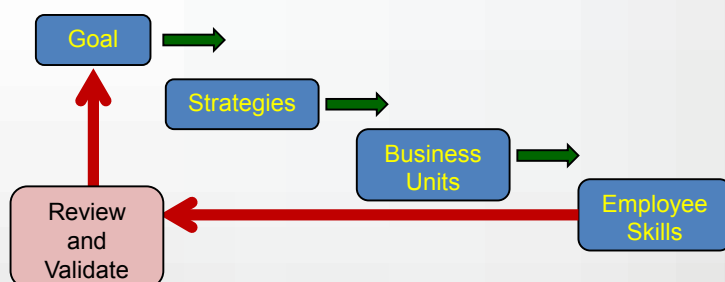 Goal
Strategies
Business
Units
Employee
Skills
Review
and
Validate